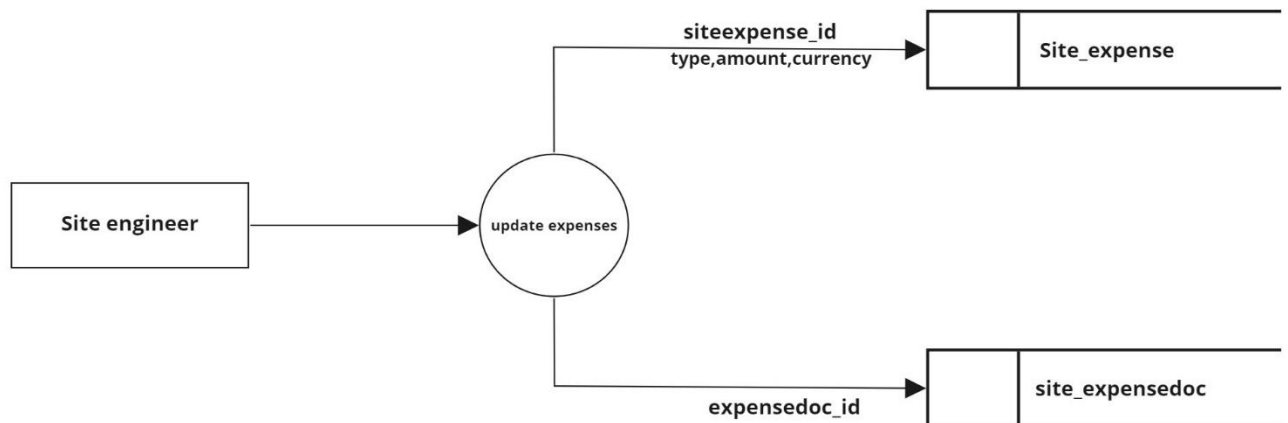 siteexpense_id
type,amount,currency
Site_expense
Site engineer
update expenses
expensedoc_id
site_expensedoc